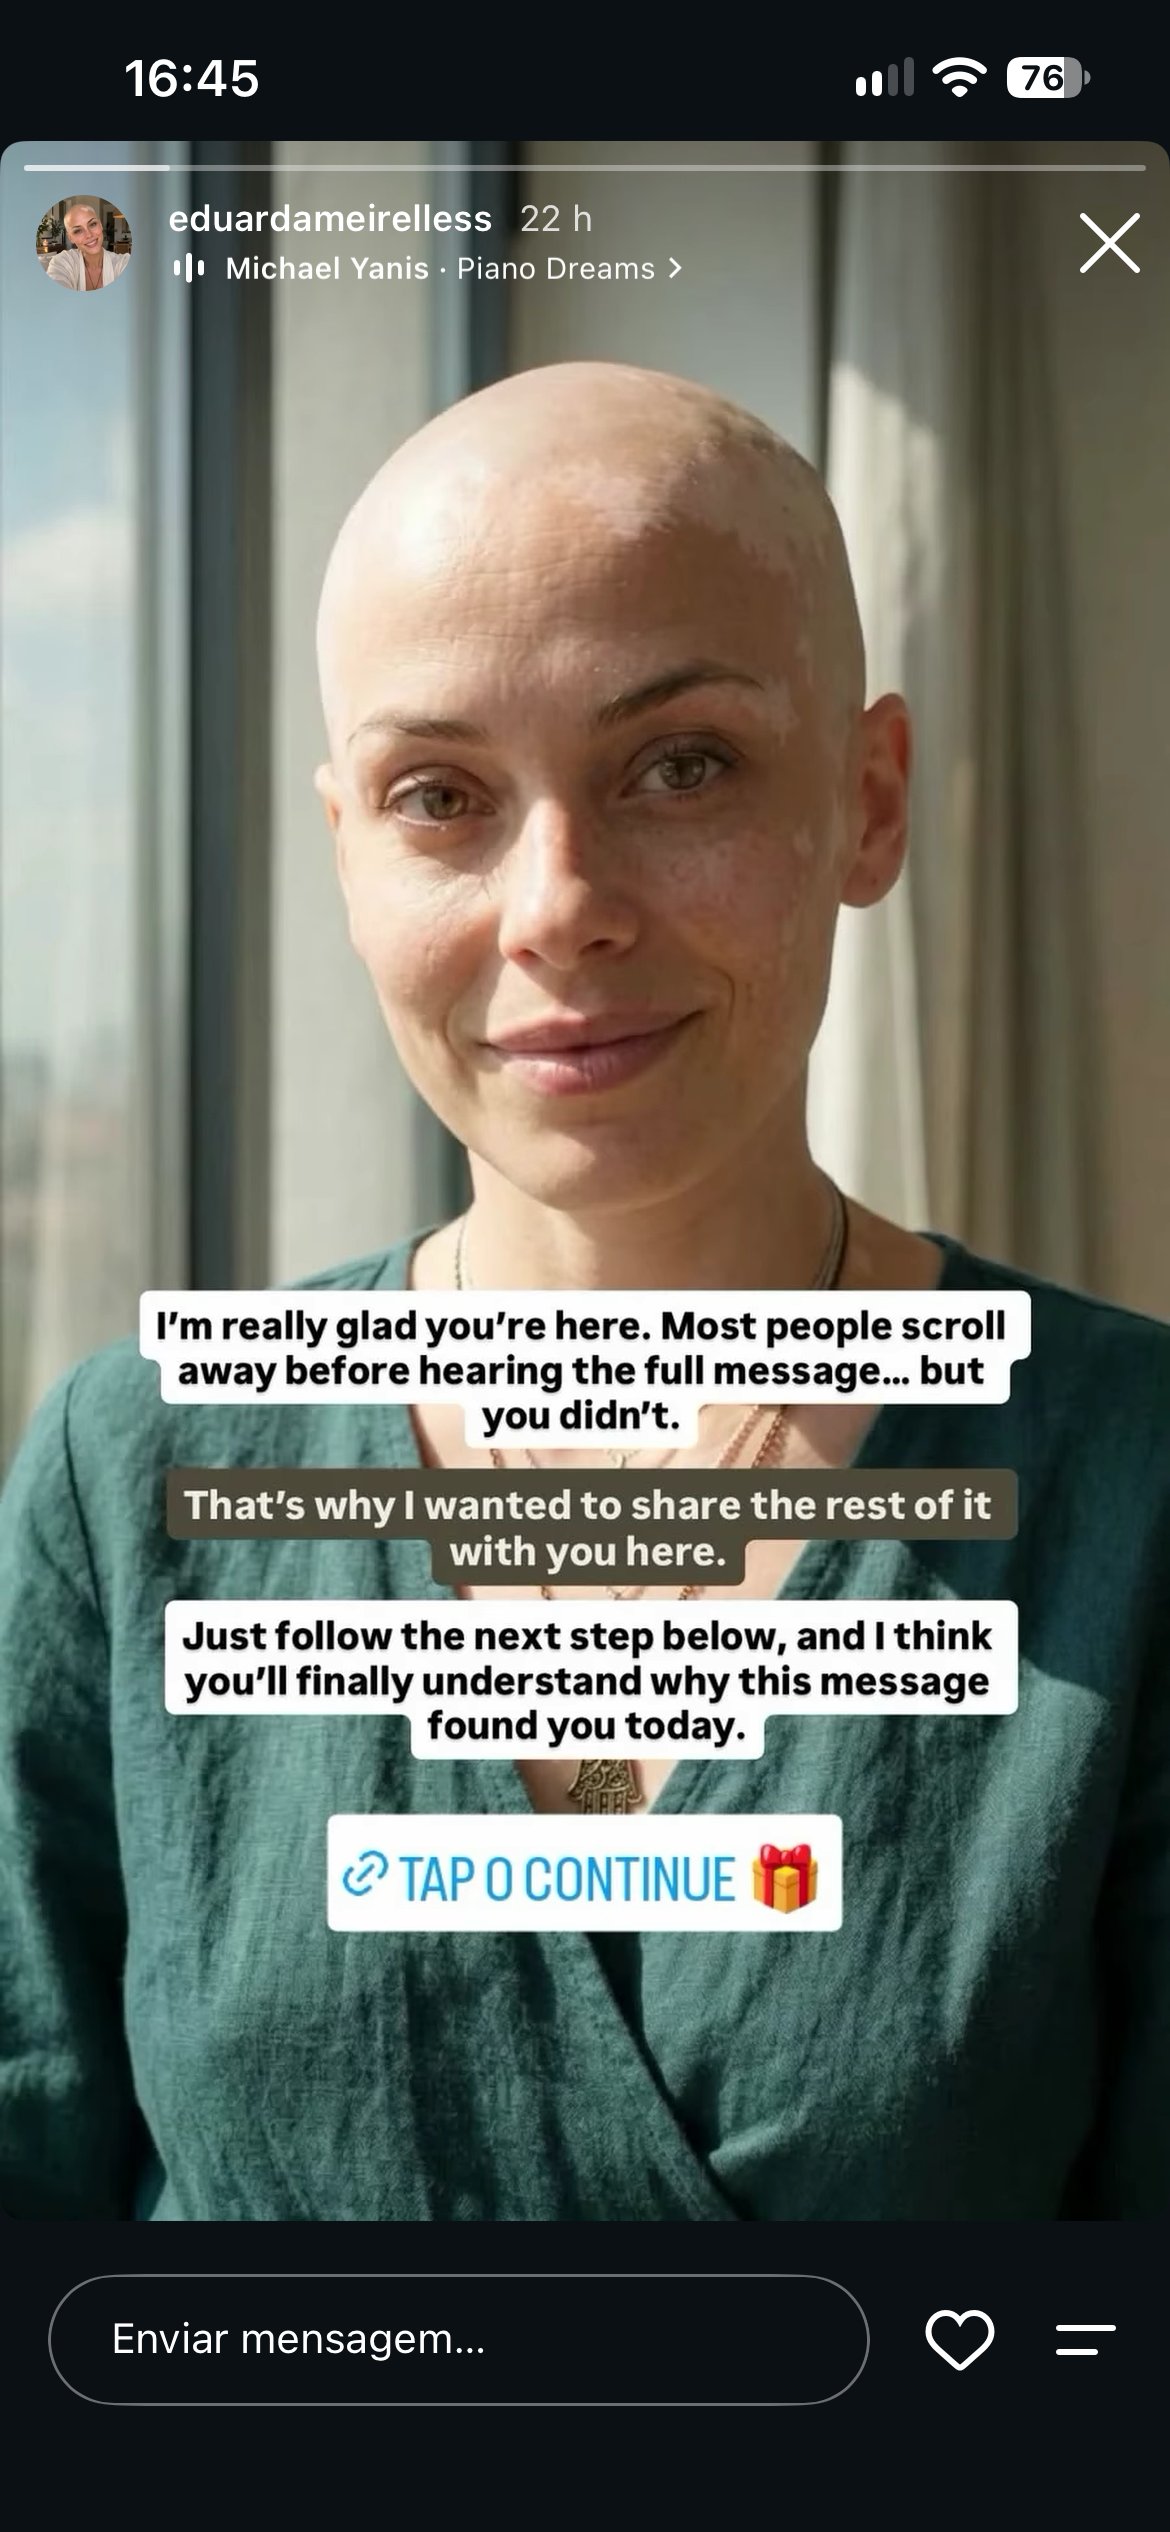 16:45
76
eduardameirelless 22 h
Michael Yanis · Piano Dreams
I'm really glad you're here. Most people scroll
away before hearing the full message... but
you didn't.
That's why I wanted to share the rest of it
with you here.
Just follow the next step below, and I think
you'll finally understand why this message
found you today.
TAP O CONTINUE
Enviar mensagem...